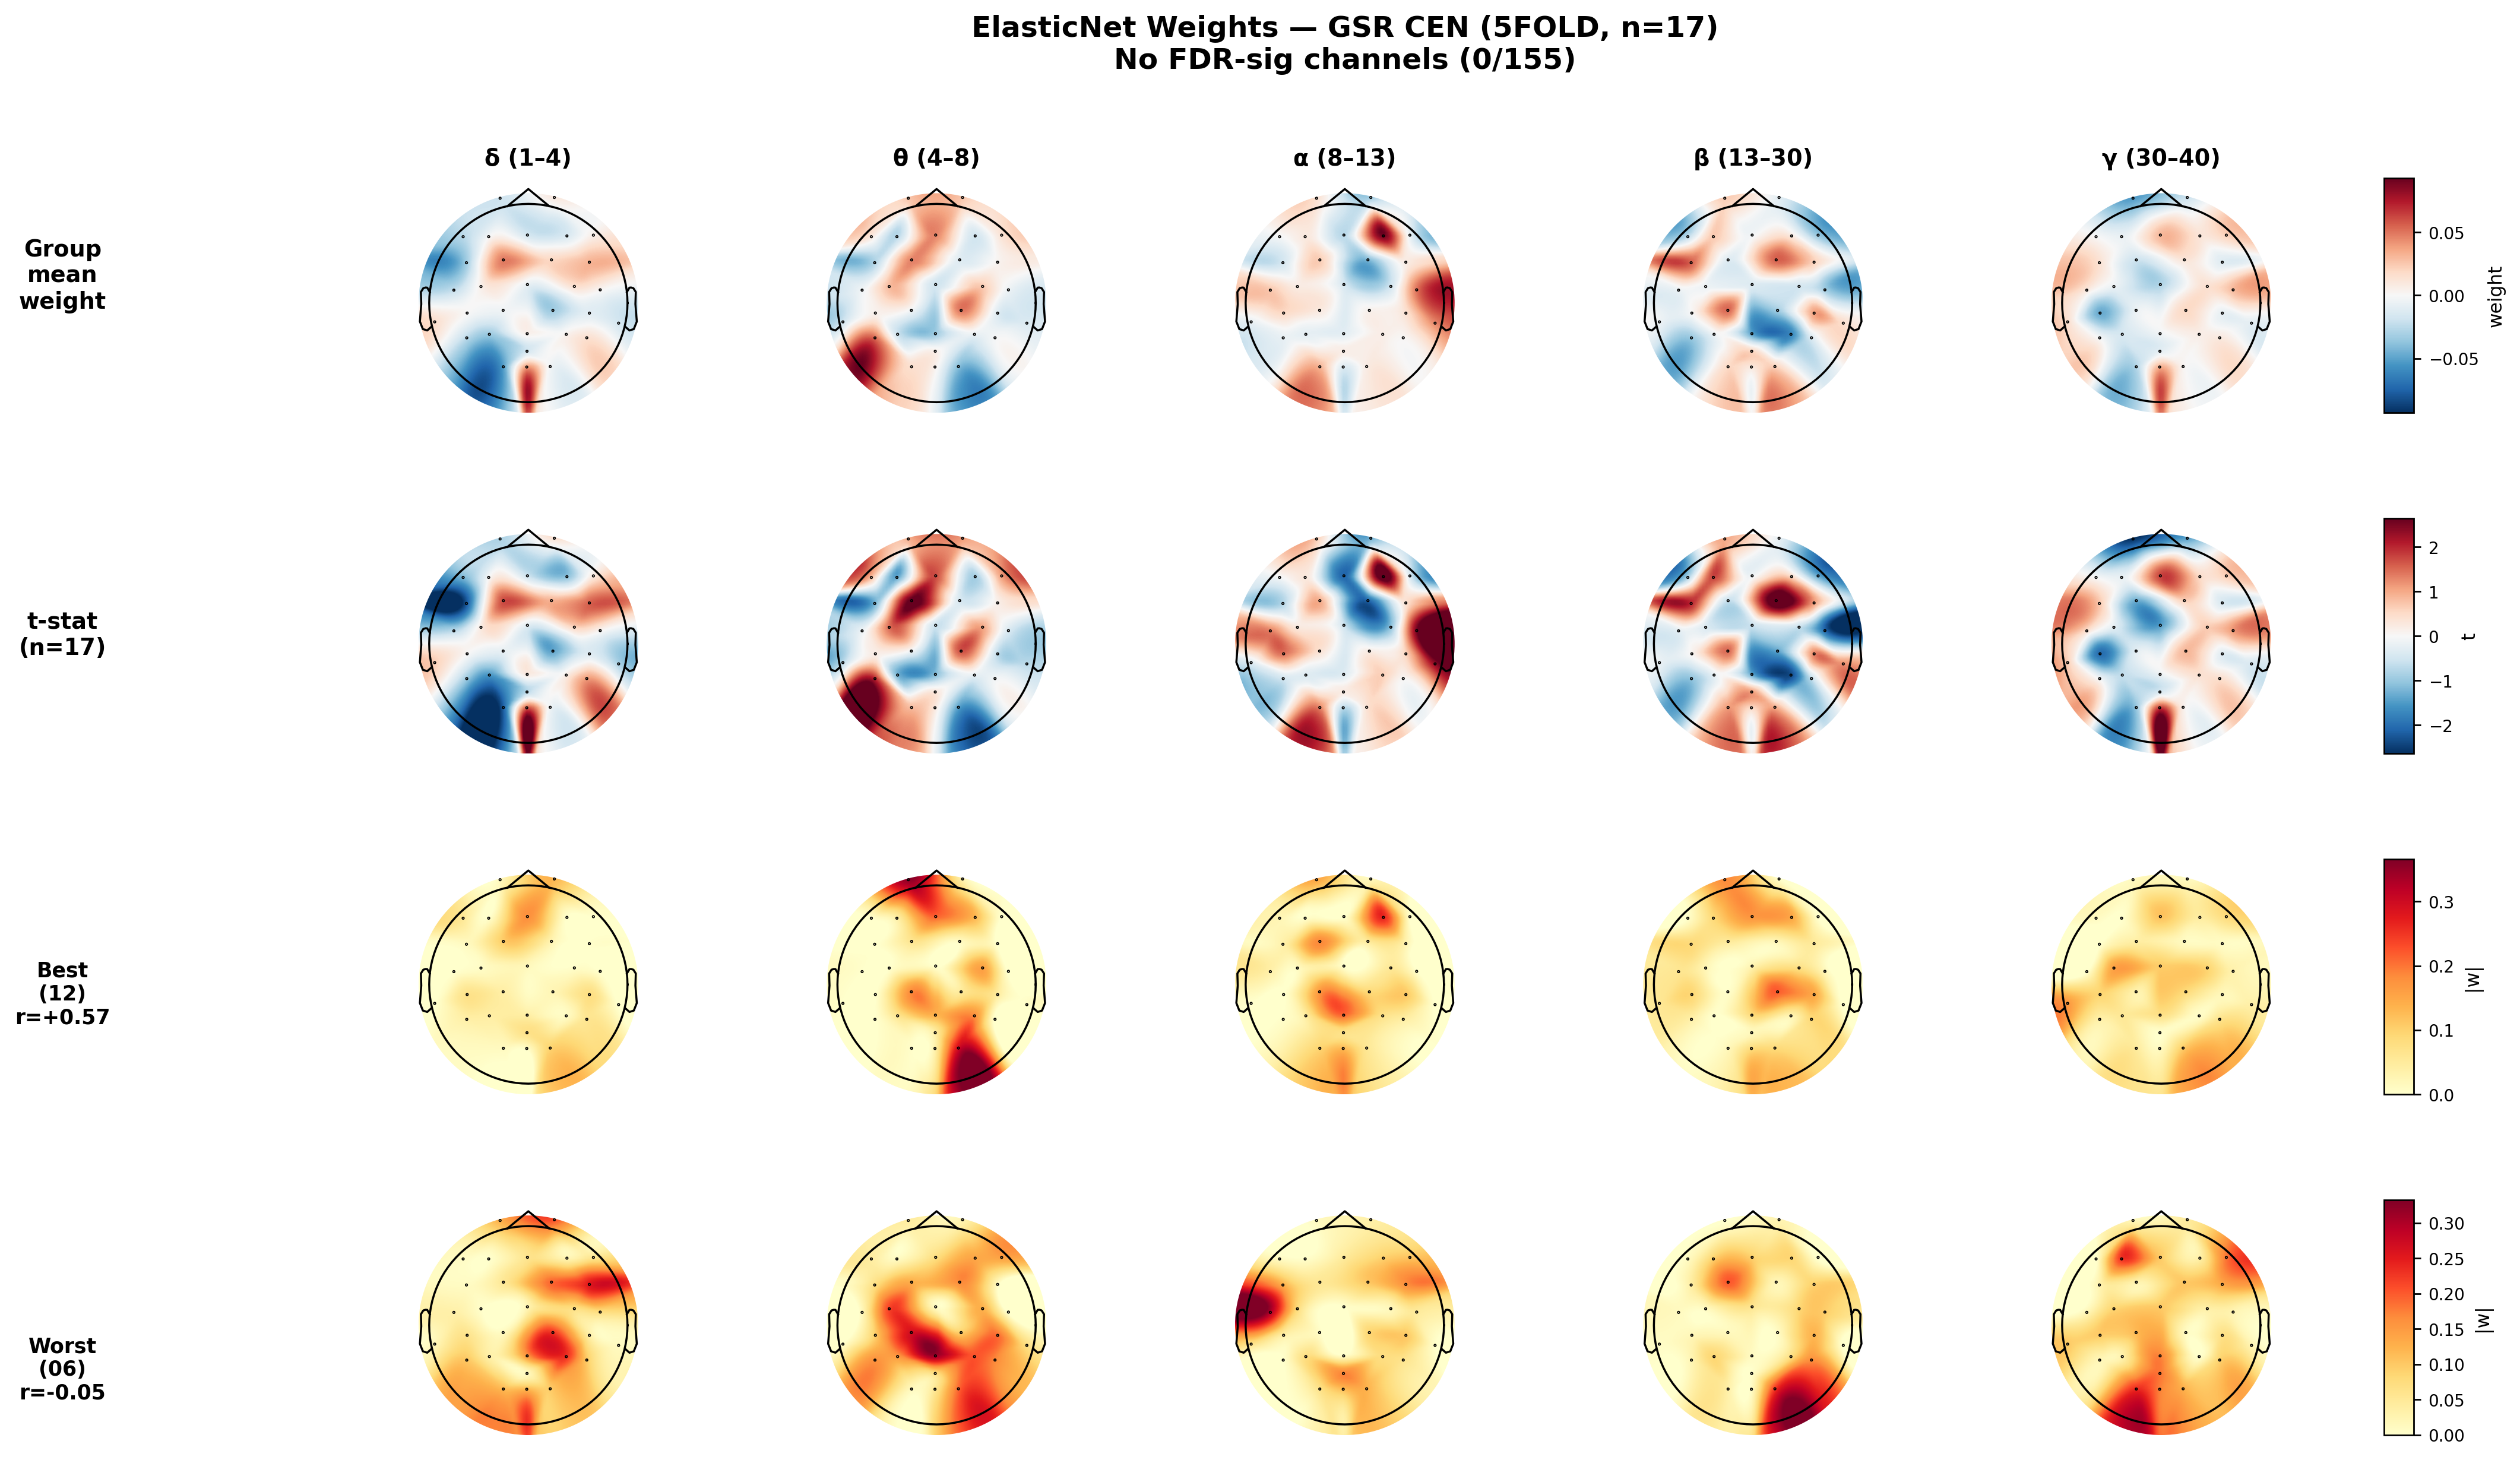 ElasticNet Weights — GSR CEN (5FOLD, n=17)
No FDR-sig channels (0/155)
δ (1–4)
θ (4–8)
α (8–13)
β (13–30)
γ (30–40)
Group
mean
weight
0.05
0.00
−0.05
weight
t-stat
(n=17)
2
1
0
−1
−2
t
Best
(12)
r=+0.57
0.3
0.2
0.1
0.0
|w|
Worst
(06)
r=-0.05
0.30
0.25
0.20
0.15
0.10
0.05
0.00
|w|